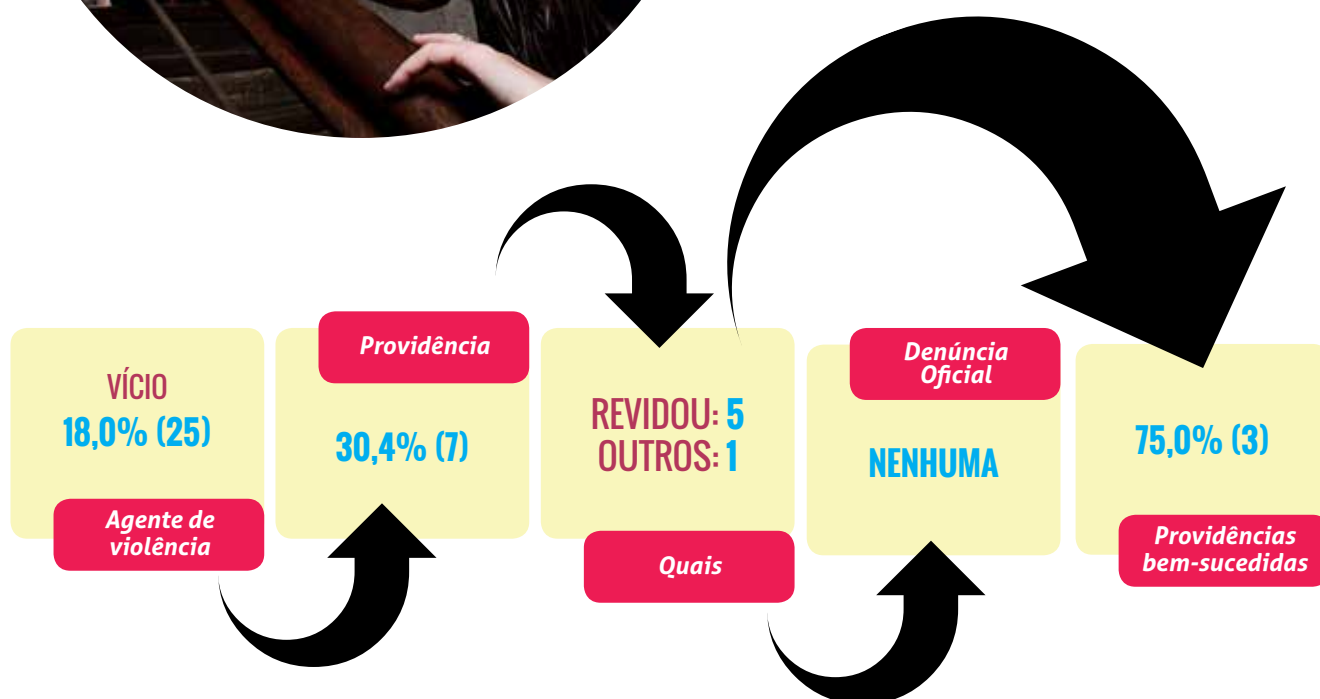 VÍCIO
18,0% (25)
Agente de
violência
Providência
30,4% (7)
REVIDOU: 5
OUTROS: 1
Quais
Denúncia
Oficial
NENHUMA
75,0% (3)
Providências
bem-sucedidas